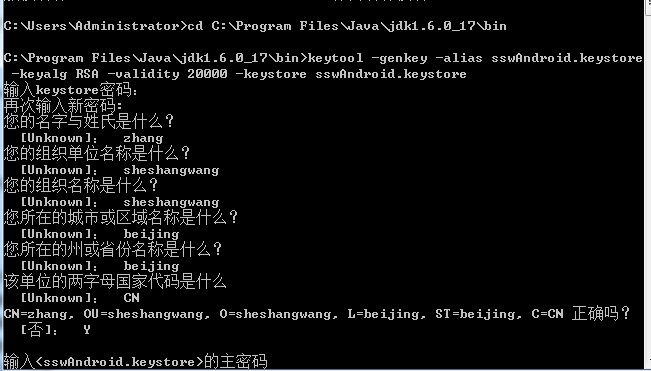 C:\Users\Administrator>cd C:\Program Files\Java\jdk1.6.0_17\bin
C:\Program Files\Java\jdk1.6.0_17\bin>keytool -genkey -alias sswAndroid.keystore
-keyalg RSA -validity 20000 -keystore sswAndroid.keystore
输入keystore密码:
再次输入新密码:
您的名字与姓氏是什么?
[Unknown]: zhang
您的组织单位名称是什么?
[Unknown]: sheshangwang
您的组织名称是什么?
[Unknown]: sheshangwang
您所在的城市或区域名称是什么?
[Unknown]: beijing
您所在的州或省份名称是什么?
[Unknown]: beijing
该单位的两字母国家代码是什么
[Unknown]: CN
CN=zhang, OU=sheshangwang, O=sheshangwang, L=beijing, ST=beijing, C=CN 正确吗?
[否]: Y
输入<sswAndroid.keystore>的主密码